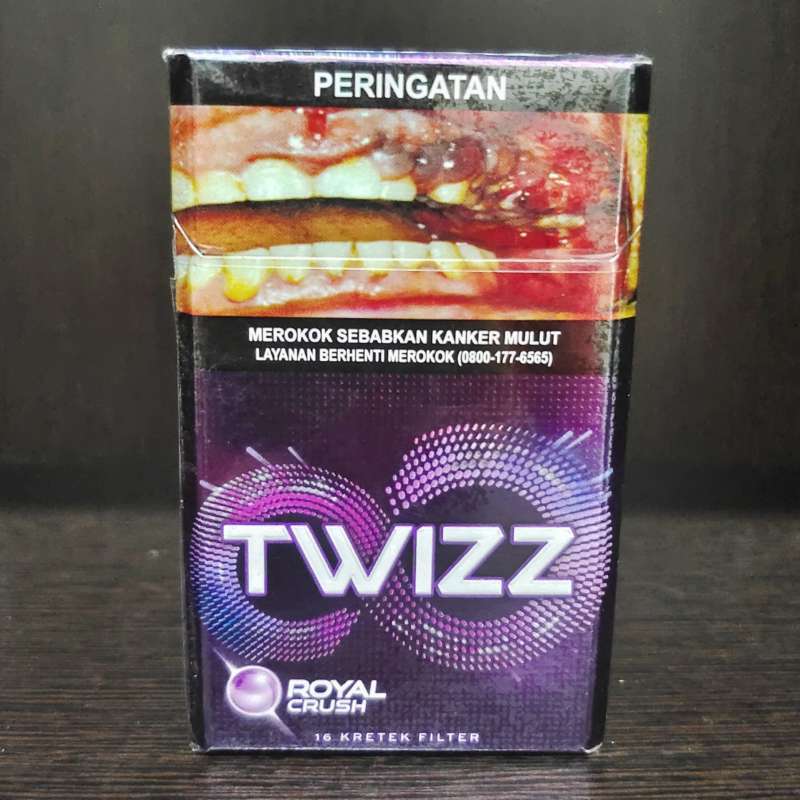 PERINGATAN
MEROKOK SEBABKAN KANKER MULUT
LAYANAN BERHENTI MEROKOK (0800-177-6565)
TWIZZ
ROYAL
CRUSH
16 KRETEK FILTER